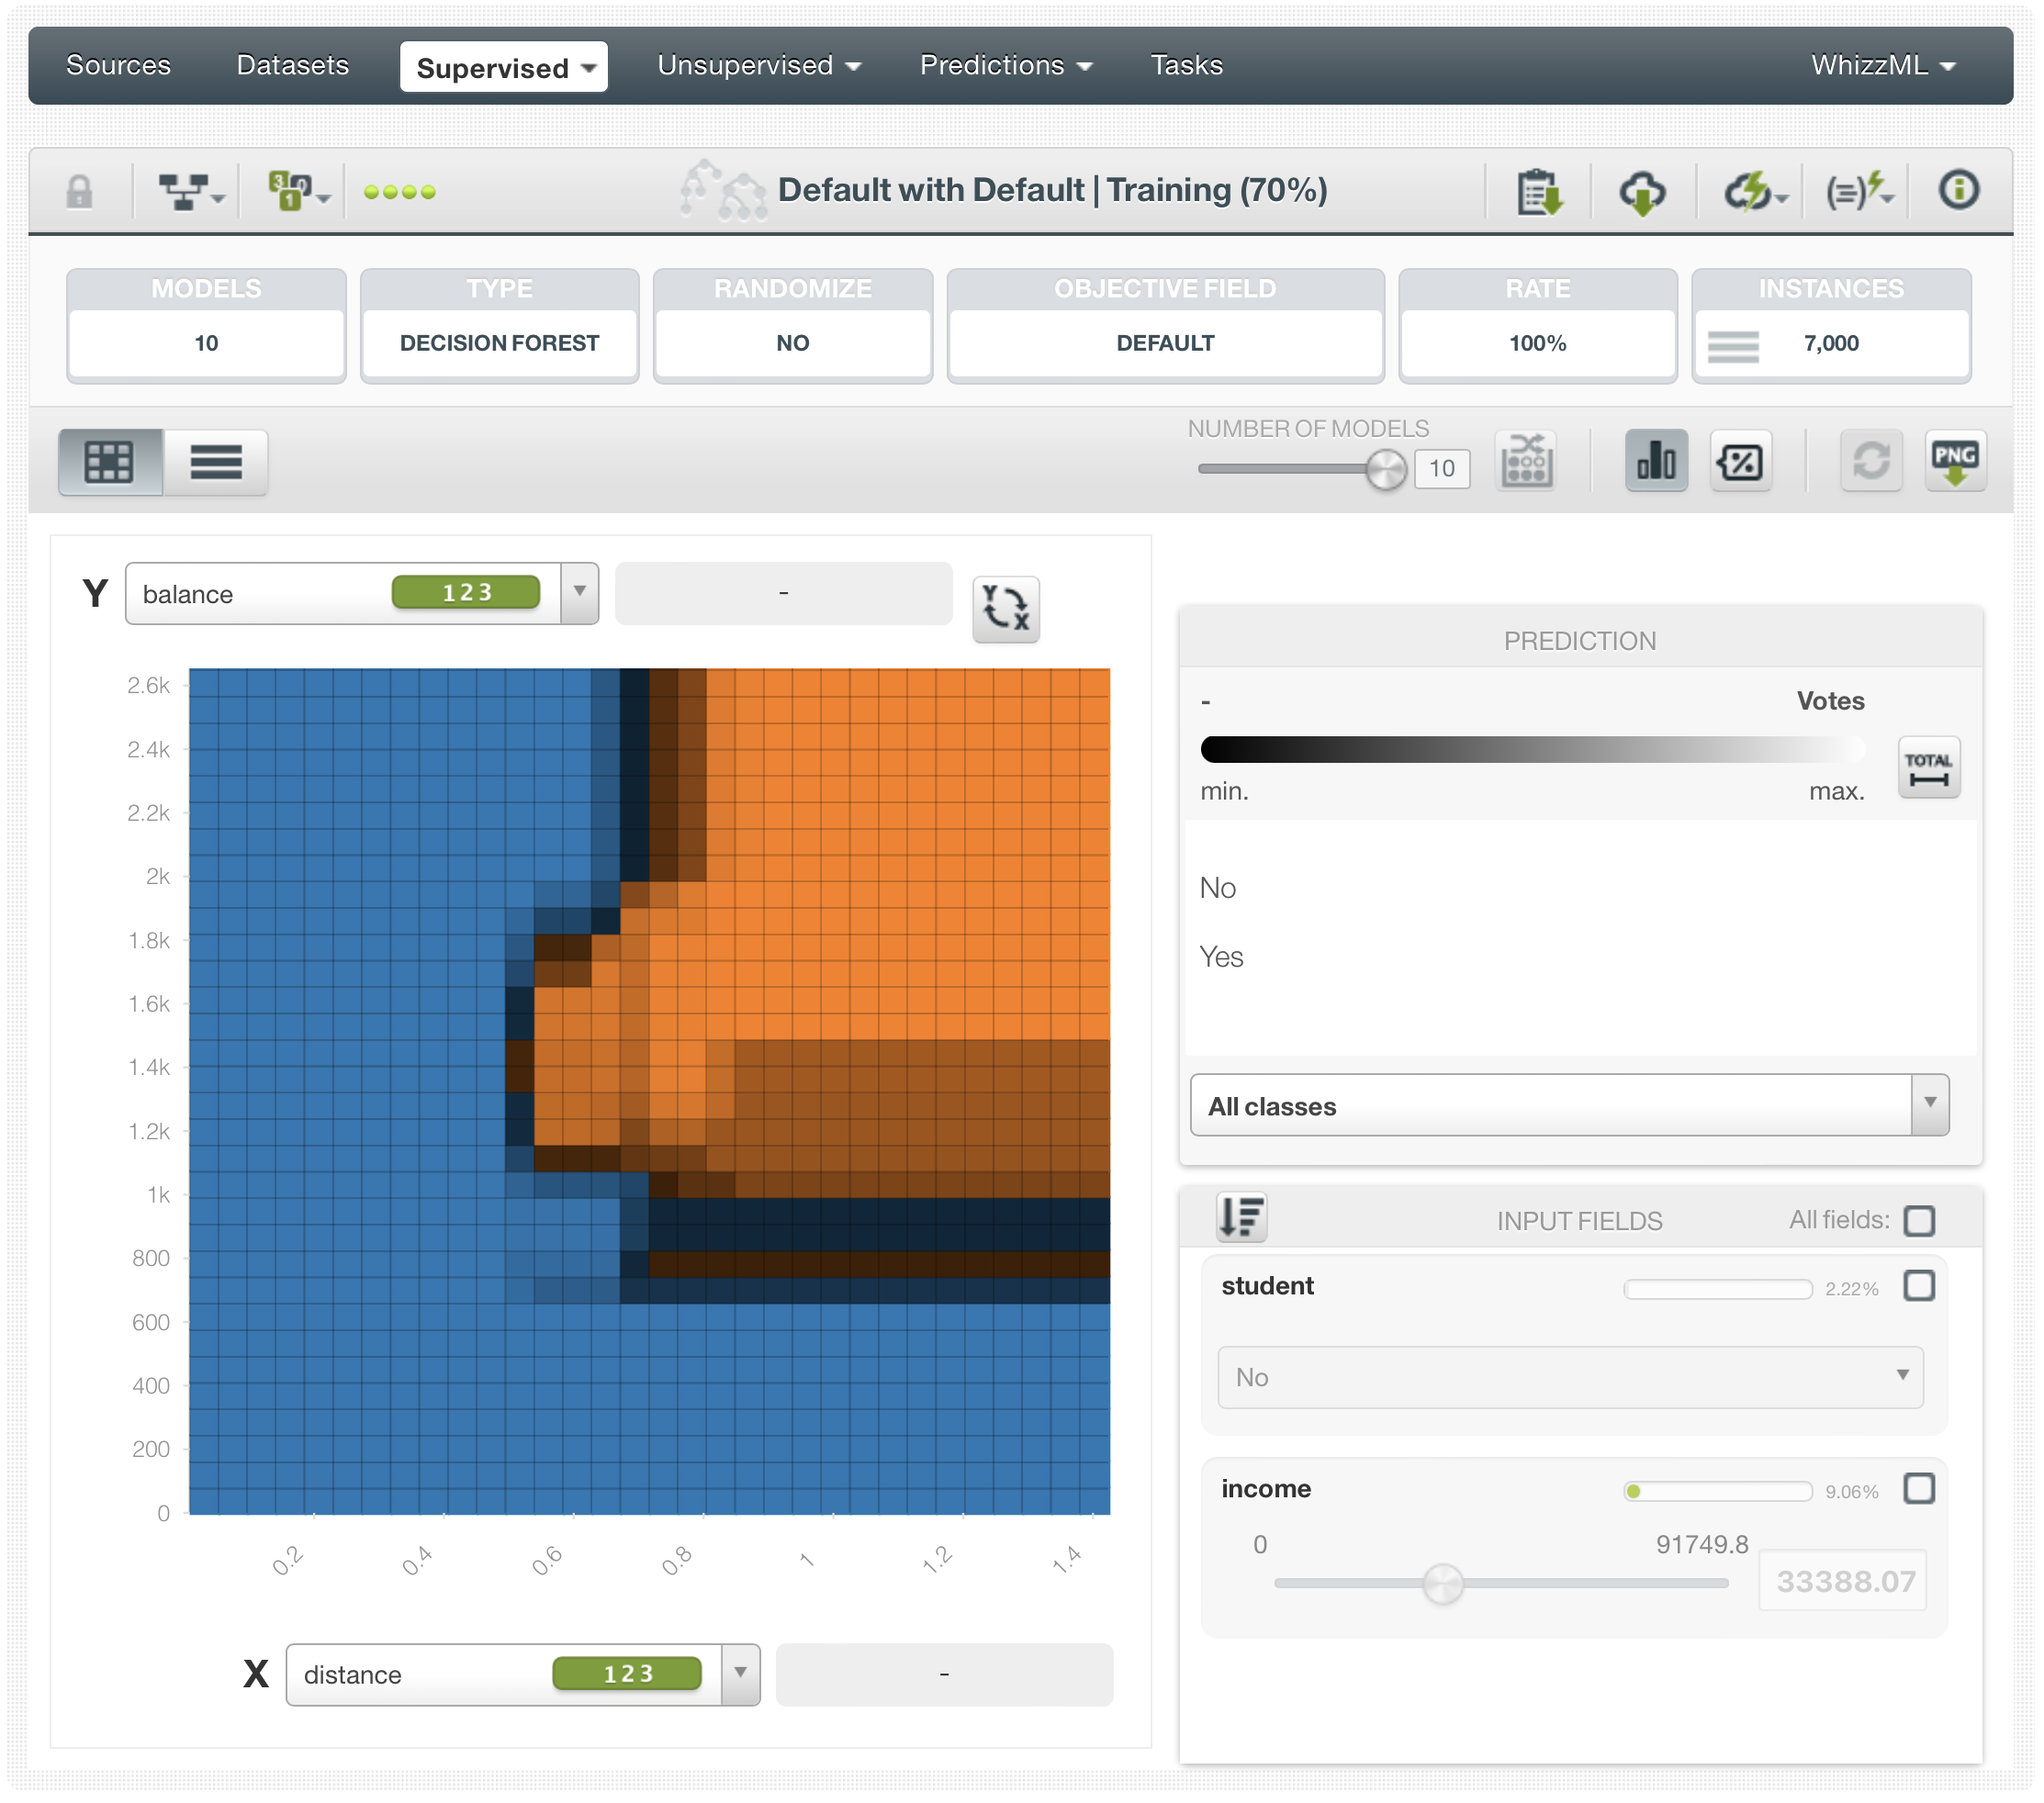 Sources Datasets Supervised Unsupervised Predictions Tasks WhizzML
Default with Default | Training (70%)
MODELS TYPE RANDOMIZE OBJECTIVE FIELD RATE INSTANCES
10 DECISION FOREST NO DEFAULT 100% 7,000
NUMBER OF MODELS
10
PNG
Y balance 123 -
Y X
2.6k
2.4k
2.2k
2k
1.8k
1.6k
1.4k
1.2k
1k
800
600
400
200
0
0.2 0.4 0.6 0.8 1 1.2 1.4
X distance 123 -
PREDICTION
- Votes
TOTAL
min. max.
No
Yes
All classes
INPUT FIELDS All fields:
student 2.22%
No
income 9.06%
0 91749.8
33388.07